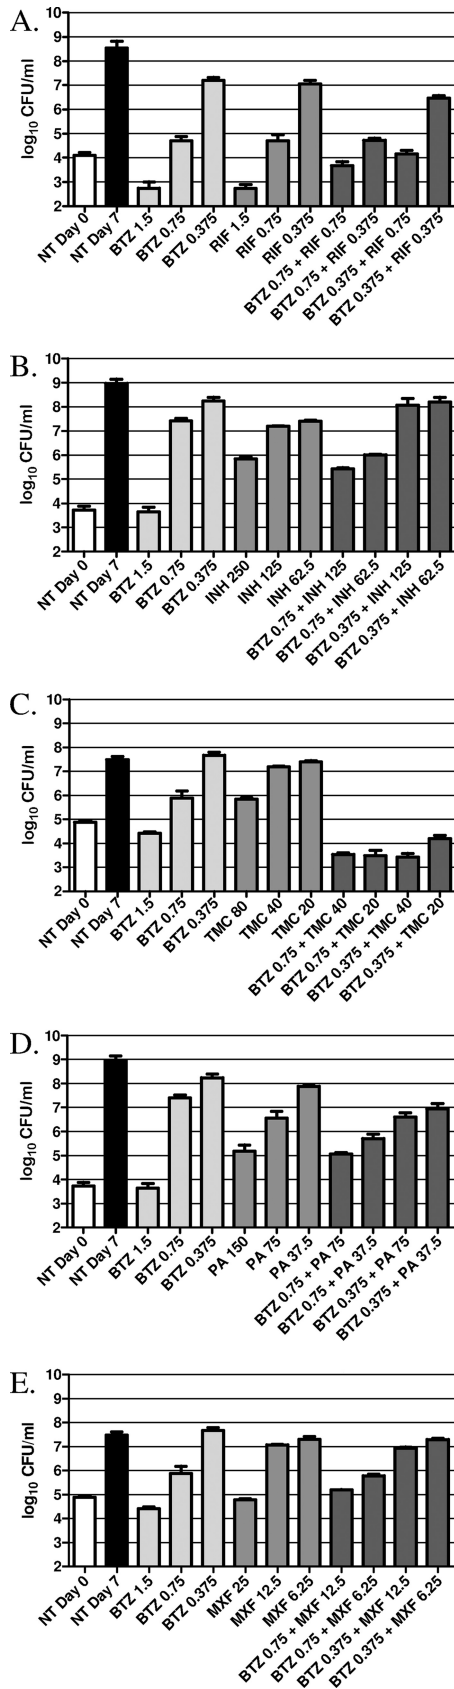 A.
log10 CFU/ml
10
9
8
7
6
5
4
3
2
NT Day 0
NT Day 7
BTZ 1.5
BTZ 0.75
BTZ 0.375
RIF 1.5
RIF 0.75
RIF 0.375
BTZ 0.75 + RIF 0.75
BTZ 0.75 + RIF 0.375
BTZ 0.375 + RIF 0.75
BTZ 0.375 + RIF 0.375
B.
log10 CFU/ml
10
9
8
7
6
5
4
3
2
NT Day 0
NT Day 7
BTZ 1.5
BTZ 0.75
BTZ 0.375
INH 250
INH 125
INH 62.5
BTZ 0.75 + INH 125
BTZ 0.75 + INH 62.5
BTZ 0.375 + INH 125
BTZ 0.375 + INH 62.5
C.
log10 CFU/ml
10
9
8
7
6
5
4
3
2
NT Day 0
NT Day 7
BTZ 1.5
BTZ 0.75
BTZ 0.375
TMC 80
TMC 40
TMC 20
BTZ 0.75 + TMC 40
BTZ 0.75 + TMC 20
BTZ 0.375 + TMC 40
BTZ 0.375 + TMC 20
D.
log10 CFU/ml
10
9
8
7
6
5
4
3
2
NT Day 0
NT Day 7
BTZ 1.5
BTZ 0.75
BTZ 0.375
PA 150
PA 75
PA 37.5
BTZ 0.75 + PA 75
BTZ 0.75 + PA 37.5
BTZ 0.375 + PA 75
BTZ 0.375 + PA 37.5
E.
log10 CFU/ml
10
9
8
7
6
5
4
3
2
NT Day 0
NT Day 7
BTZ 1.5
BTZ 0.75
BTZ 0.375
MXF 25
MXF 12.5
MXF 6.25
BTZ 0.75 + MXF 12.5
BTZ 0.75 + MXF 6.25
BTZ 0.375 + MXF 12.5
BTZ 0.375 + MXF 6.25